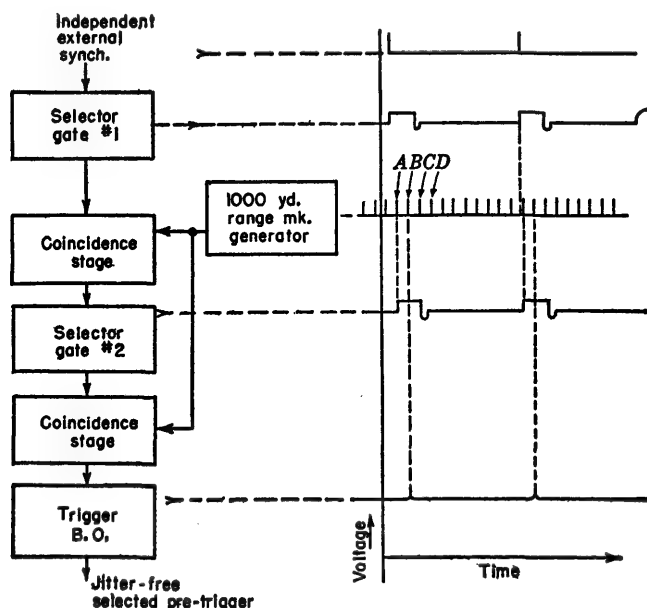 Independent
external
synch.
Selector
gate #1
ABCD
1000 yd.
range mk.
generator
Coincidence
stage.
Selector
gate #2
Coincidence
stage
Trigger
B.O.
Voltage
Time
Jitter-free
selected pre-trigger